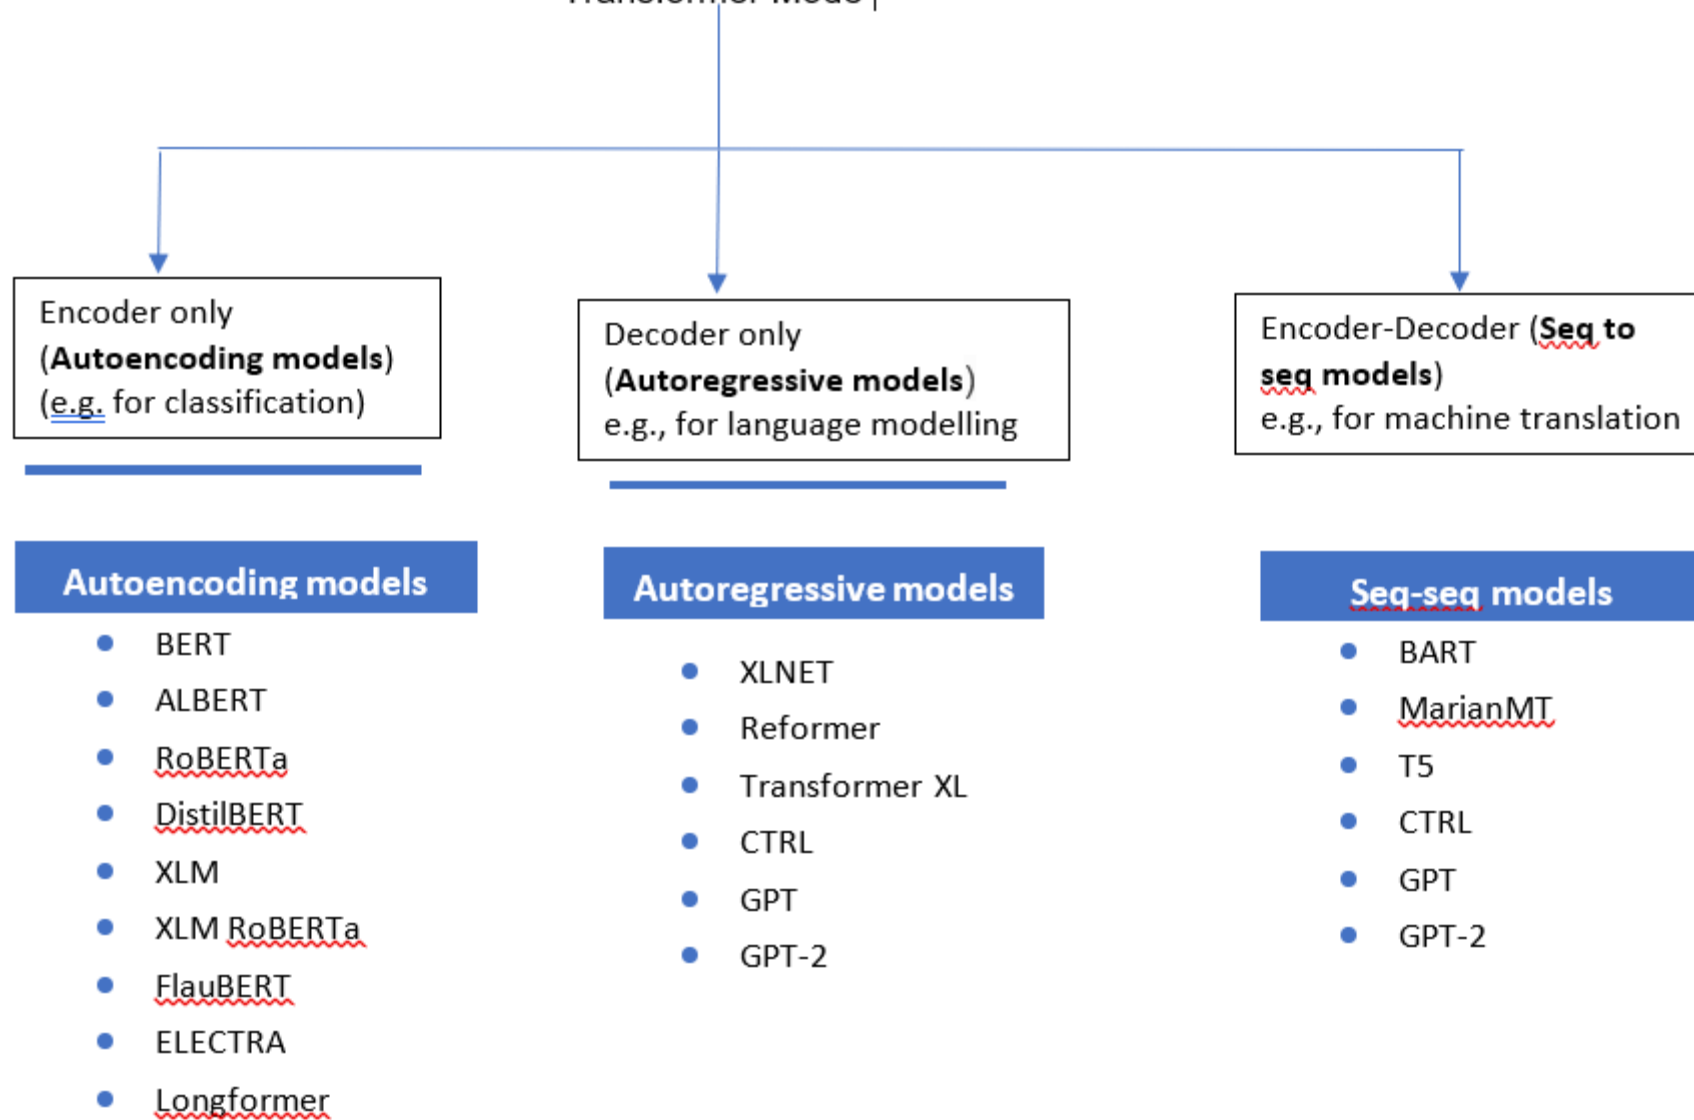 Transformer Mode
Encoder only
(Autoencoding models)
(e.g. for classification)
Decoder only
(Autoregressive models)
e.g., for language modelling
Encoder-Decoder (Seq to
seq models)
e.g., for machine translation
Autoencoding models
BERT
ALBERT
RoBERTa
DistilBERT
XLM
XLM RoBERTa
FlauBERT
ELECTRA
Longformer
Autoregressive models
XLNET
Reformer
Transformer XL
CTRL
GPT
GPT-2
Seq-seq models
BART
MarianMT
T5
CTRL
GPT
GPT-2